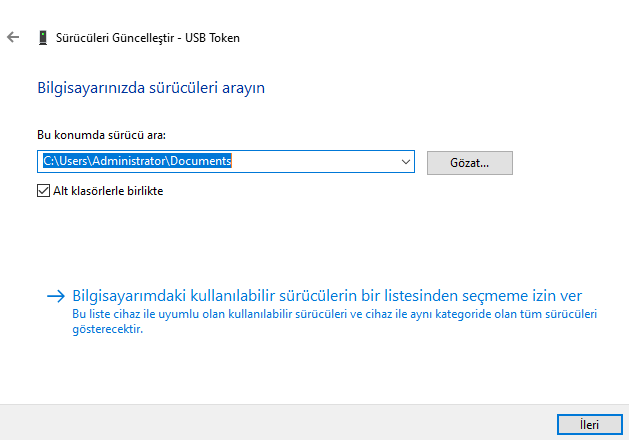 Sürücüleri Güncelleştir - USB Token
Bilgisayarınızda sürücüleri arayın
Bu konumda sürücü ara:
C:\Users\Administrator\Documents
Gözat...
Alt klasörlerle birlikte
Bilgisayarımdaki kullanılabilir sürücülerin bir listesinden seçmeme izin ver
Bu liste cihaz ile uyumlu olan kullanılabilir sürücüleri ve cihaz ile aynı kategoride olan tüm sürücüleri
gösterecektir.
İleri